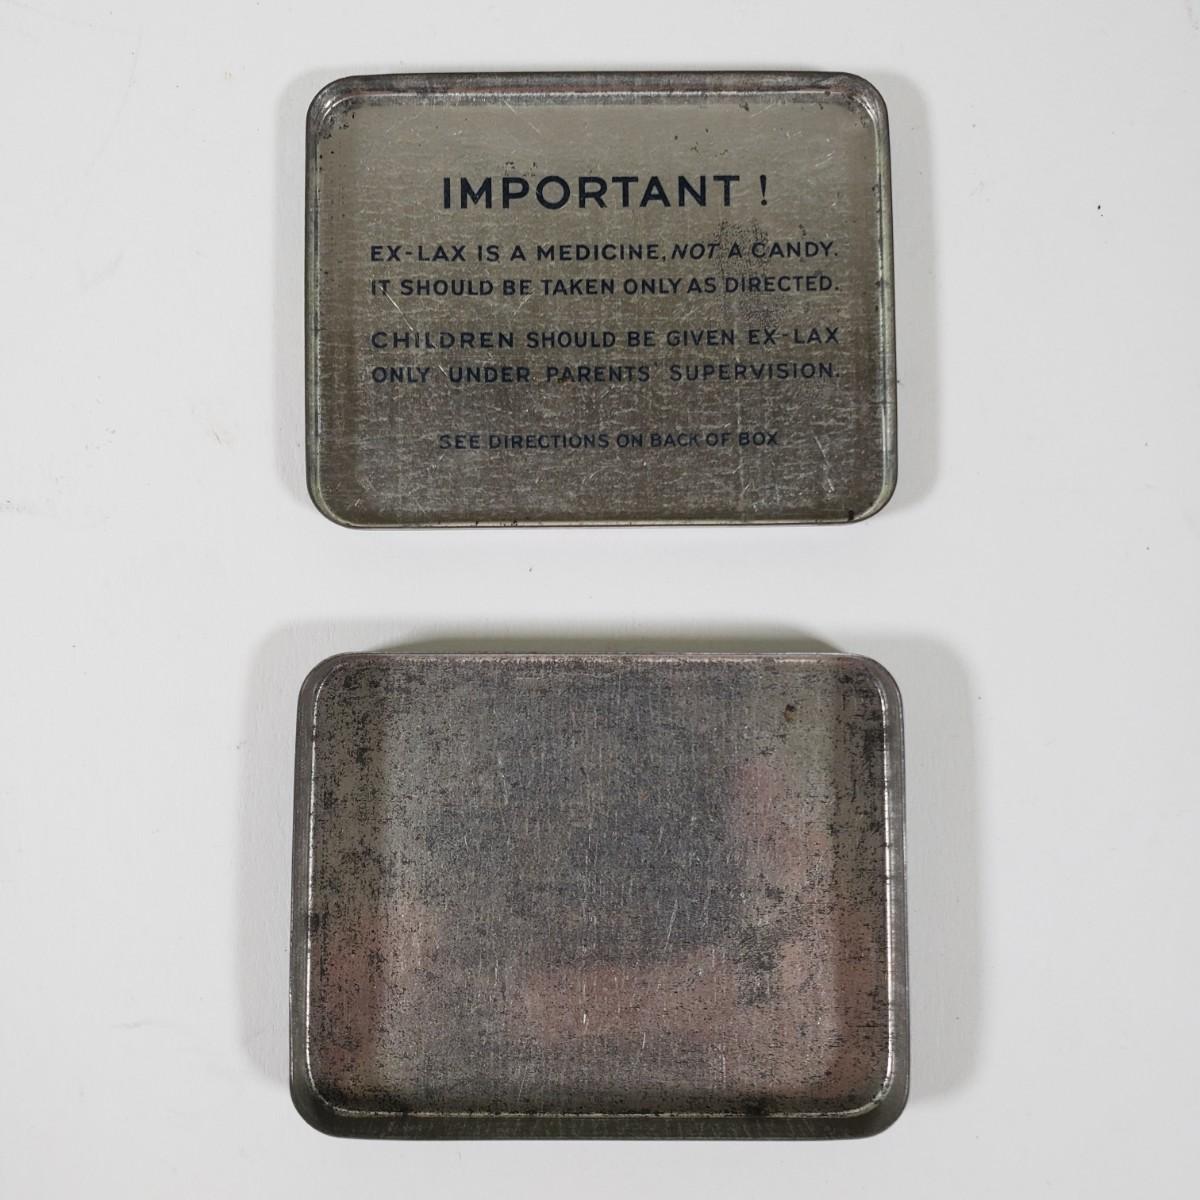 IMPORTANT!
EX-LAX IS A MEDICINE, NOT A CANDY.
IT SHOULD BE TAKEN ONLY AS DIRECTED.
CHILDREN SHOULD BE GIVEN EX-LAX
ONLY UNDER PARENTS' SUPERVISION.
SEE DIRECTIONS ON BACK OF BOX